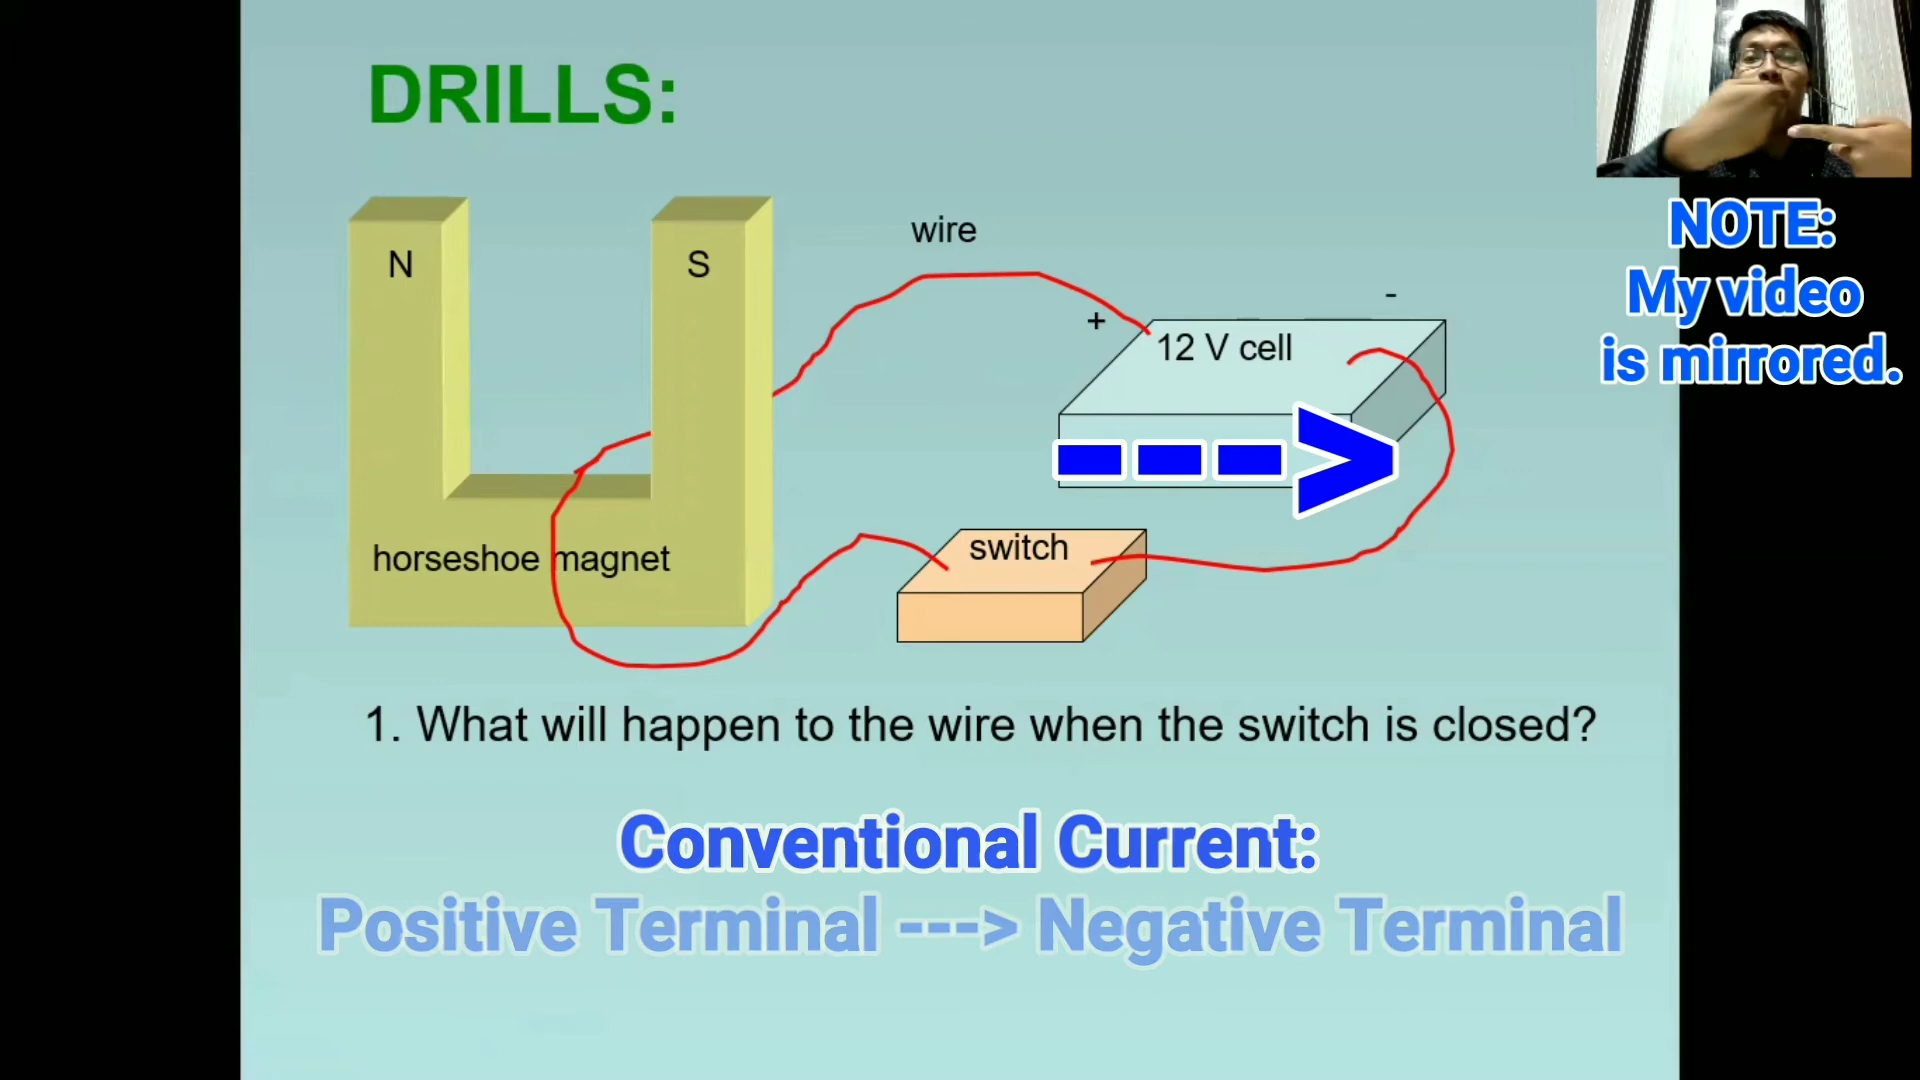 DRILLS:
N
S
wire
+
-
12 V cell
switch
horseshoe magnet
1. What will happen to the wire when the switch is closed?
Conventional Current:
Positive Terminal ---> Negative Terminal
NOTE:
My video
is mirrored.